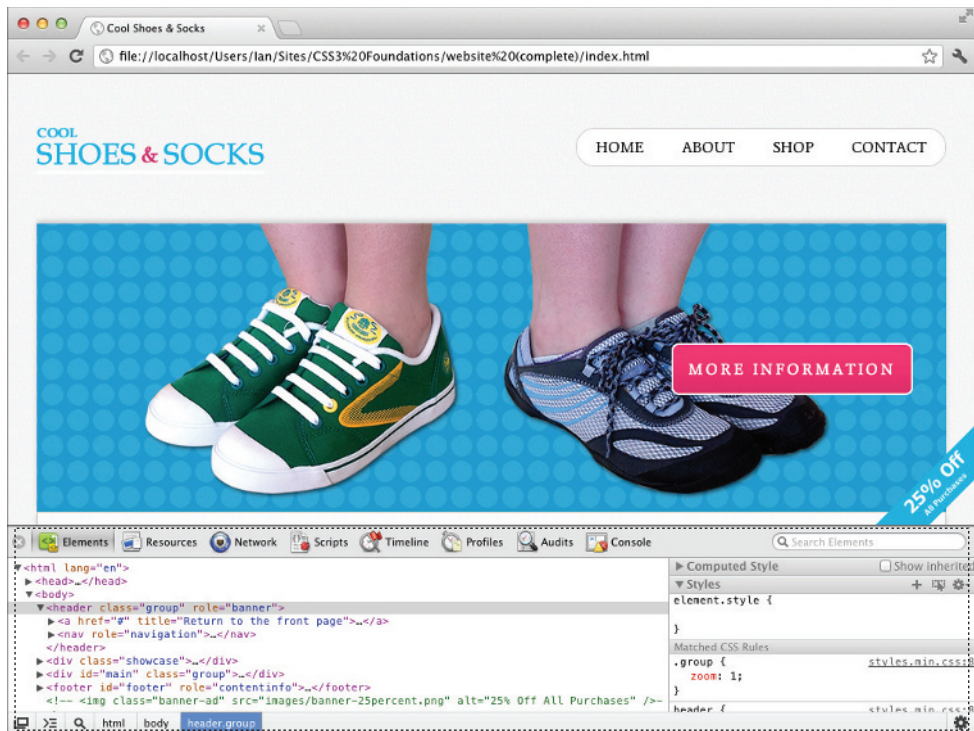 Cool Shoes & Socks
file://localhost/Users/Ian/Sites/CSS3%20Foundations/website%20(complete)/index.html
COOL
SHOES & SOCKS
HOME ABOUT SHOP CONTACT
MORE INFORMATION
25% Off
All Purchases
Elements Resources Network Scripts Timeline Profiles Audits Console Search Elements
<html lang="en">
<head>…</head>
<body>
<header class="group" role="banner">
<a href="#" title="Return to the front page">…</a>
<nav role="navigation">…</nav>
</header>
<div class="showcase">…</div>
<div id="main" class="group">…</div>
<footer id="footer" role="contentinfo">…</footer>
<!-- <img class="banner-ad" src="images/banner-25percent.png" alt="25% Off All Purchases" />-
Computed Style Show inherited
Styles
element.style {
}
Matched CSS Rules
.group { styles.min.css:
zoom: 1;
}
header { styles.min.css:
html body header.group